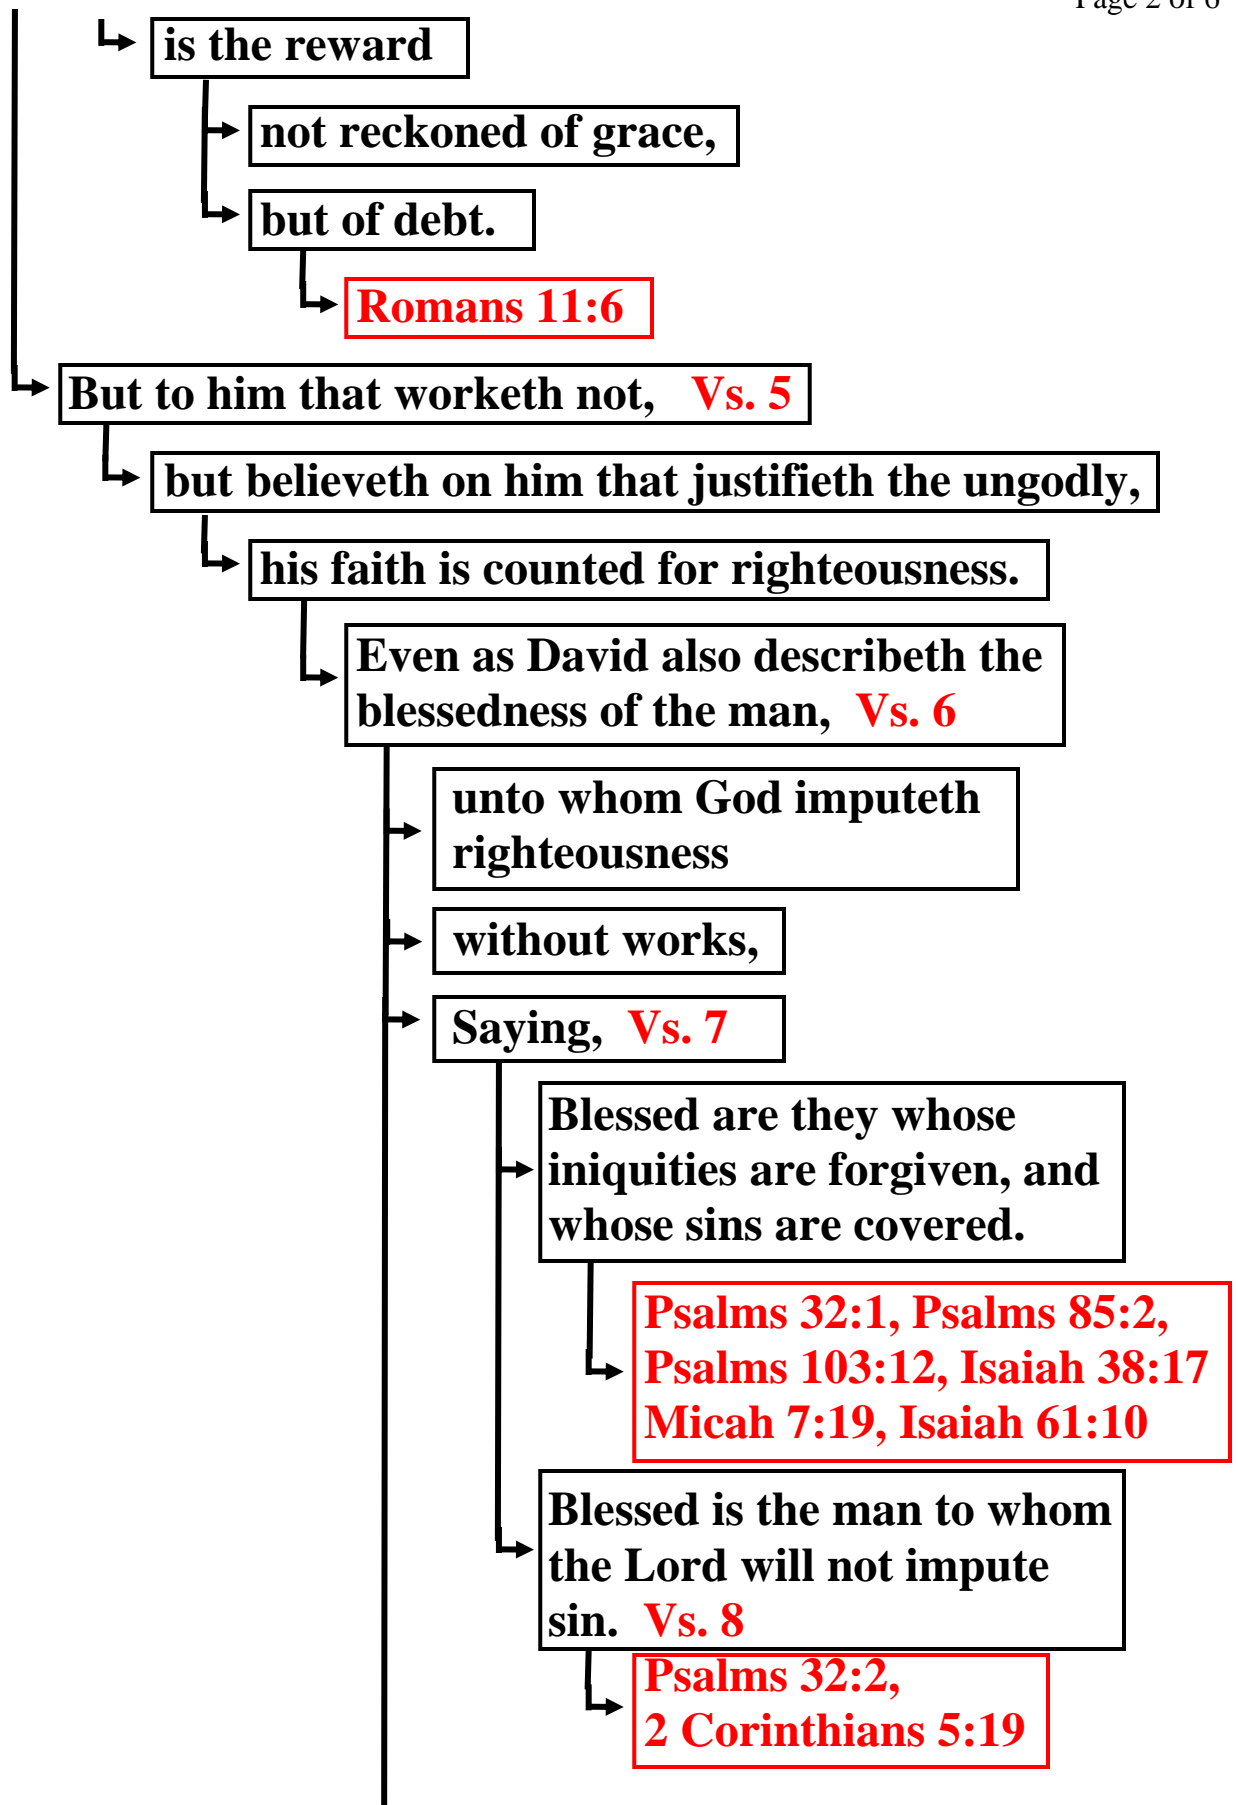 Page 2 of 6
is the reward
not reckoned of grace,
but of debt.
Romans 11:6
But to him that worketh not, Vs. 5
but believeth on him that justifieth the ungodly,
his faith is counted for righteousness.
Even as David also describeth the
blessedness of the man, Vs. 6
unto whom God imputeth
righteousness
without works,
Saying, Vs. 7
Blessed are they whose
iniquities are forgiven, and
whose sins are covered.
Psalms 32:1, Psalms 85:2,
Psalms 103:12, Isaiah 38:17
Micah 7:19, Isaiah 61:10
Blessed is the man to whom
the Lord will not impute
sin. Vs. 8
Psalms 32:2,
2 Corinthians 5:19